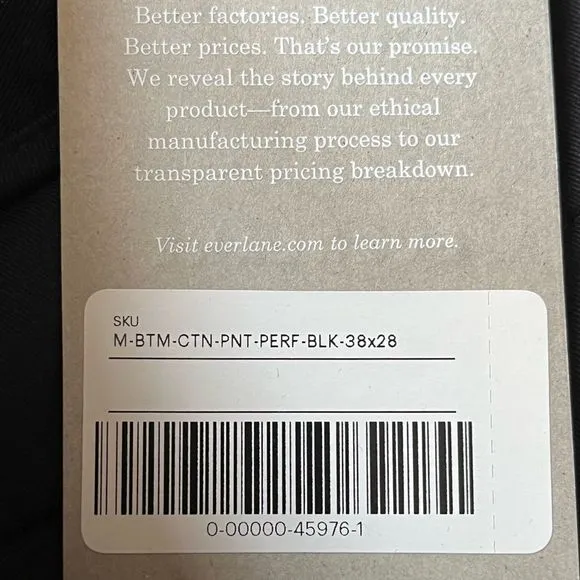 Better factories. Better quality.
Better prices. That's our promise.
We reveal the story behind every
product—from our ethical
manufacturing process to our
transparent pricing breakdown.
Visit everlane.com to learn more.
SKU
M-BTM-CTN-PNT-PERF-BLK-38x28
0-00000-45976-1